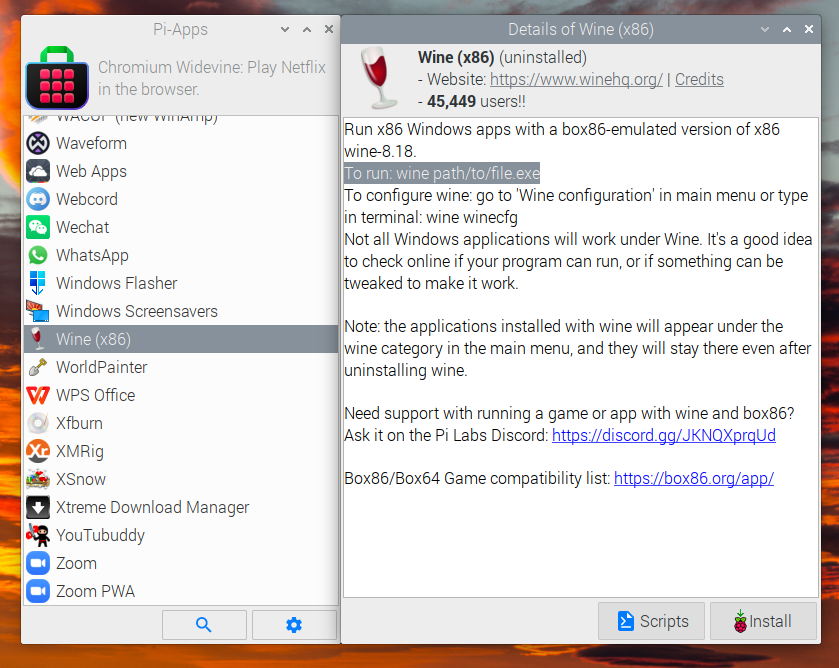 Pi-Apps
Chromium Widevine: Play Netflix
in the browser.
WACUP (new WinAmp)
Waveform
Web Apps
Webcord
Wechat
WhatsApp
Windows Flasher
Windows Screensavers
Wine (x86)
WorldPainter
WPS Office
Xfburn
XMRig
XSnow
Xtreme Download Manager
YouTubuddy
Zoom
Zoom PWA
Details of Wine (x86)
Wine (x86) (uninstalled)
- Website: https://www.winehq.org/ | Credits
- 45,449 users!!
Run x86 Windows apps with a box86-emulated version of x86
wine-8.18.
To run: wine path/to/file.exe
To configure wine: go to 'Wine configuration' in main menu or type
in terminal: wine winecfg
Not all Windows applications will work under Wine. It's a good idea
to check online if your program can run, or if something can be
tweaked to make it work.
Note: the applications installed with wine will appear under the
wine category in the main menu, and they will stay there even after
uninstalling wine.
Need support with running a game or app with wine and box86?
Ask it on the Pi Labs Discord: https://discord.gg/JKNQXprqUd
Box86/Box64 Game compatibility list: https://box86.org/app/
Scripts
Install